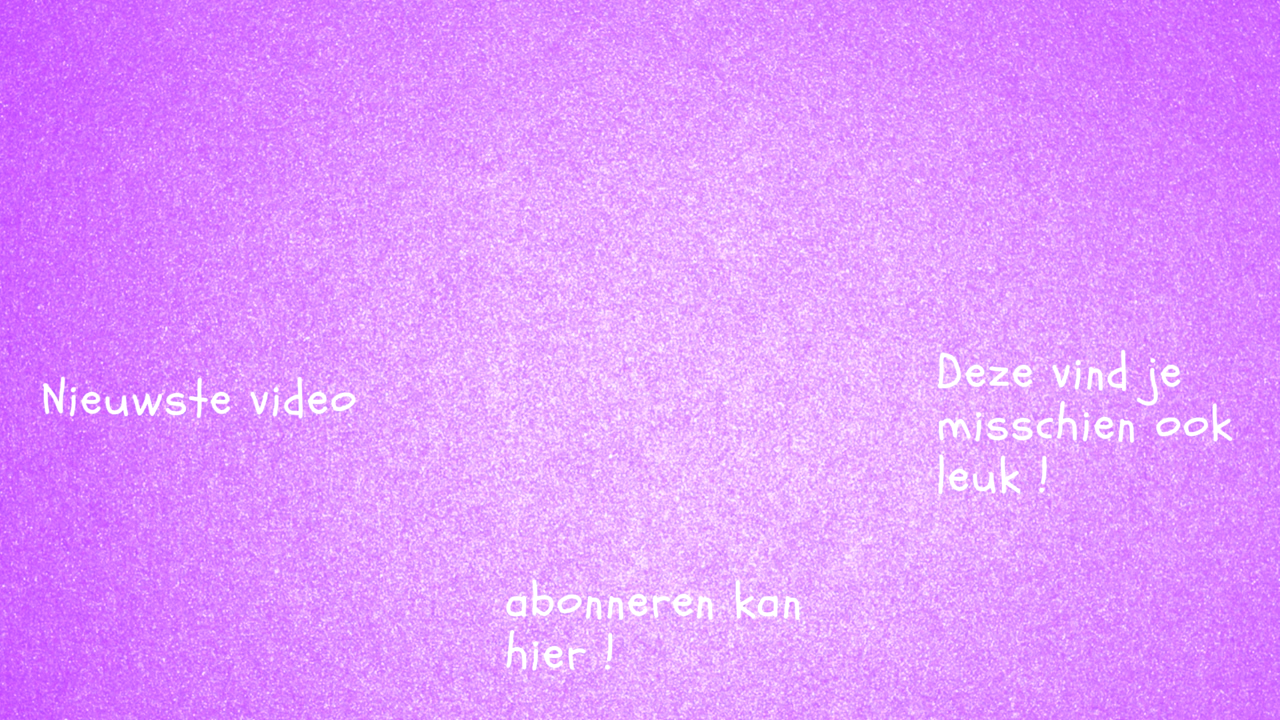 Nieuwste video
Deze vind je
misschien ook
leuk !
abonneren kan
hier !